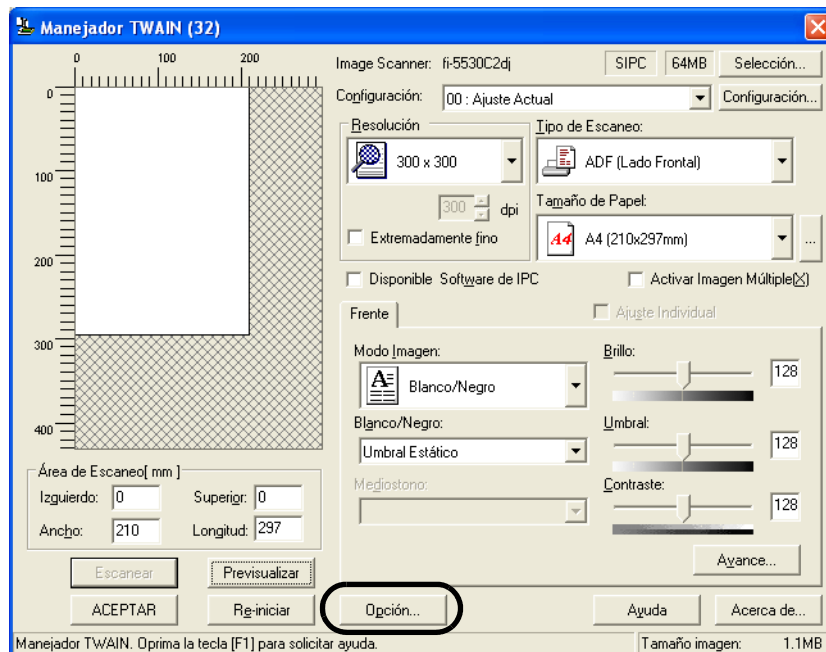 Manejador TWAIN (32)
0 100 200
0
100
200
300
400
Image Scanner: fi-5530C2dj SIPC 64MB Selección...
Configuración: 00 : Ajuste Actual Configuración...
Resolución
300 x 300
300 dpi
Extremadamente fino
Tipo de Escaneo:
ADF (Lado Frontal)
Tamaño de Papel:
A4 A4 (210x297mm) ...
Disponible Software de IPC Activar Imagen Múltiple(X)
Frente Ajuste Individual
Modo Imagen:
A Blanco/Negro
Blanco/Negro:
Umbral Estático
Mediostono:
Brillo:
128
Umbral:
128
Contraste:
128
Avance...
Área de Escaneo[ mm ]
Izguierdo: 0 Superior: 0
Ancho: 210 Longitud: 297
Escanear Previsualizar
ACEPTAR Re-iniciar Opción... Ayuda Acerca de...
Manejador TWAIN. Oprima la tecla [F1] para solicitar ayuda. Tamaño imagen: 1.1MB